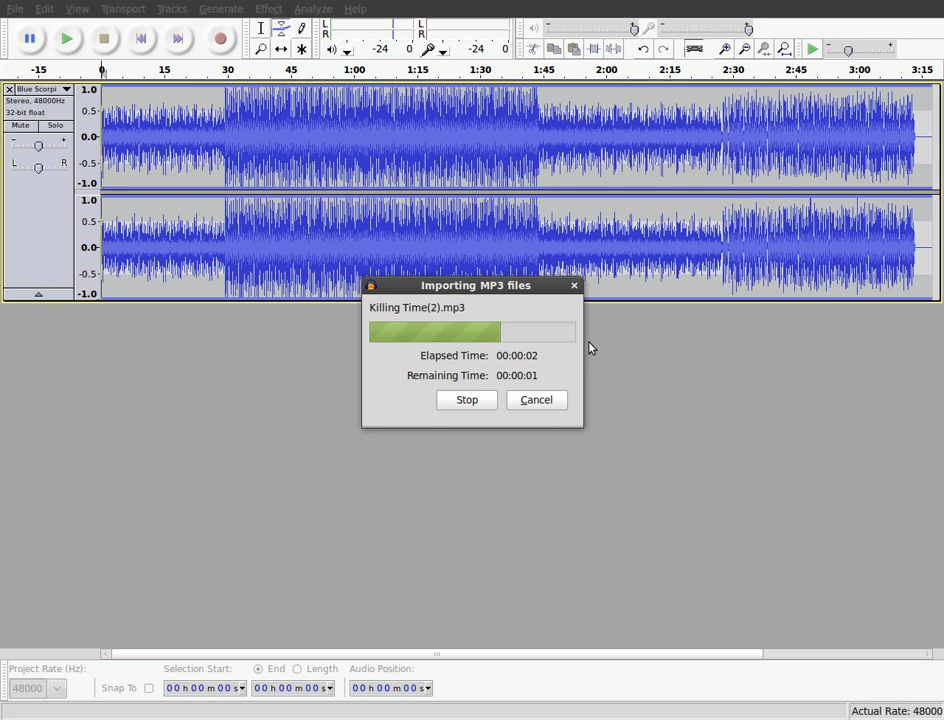 File Edit View Transport Tracks Generate Effect Analyze Help
L R -24 0 L R -24 0
-15 0 15 30 45 1:00 1:15 1:30 1:45 2:00 2:15 2:30 2:45 3:00 3:15
Blue Scorpi
Stereo, 48000Hz
32-bit float
Mute Solo
- +
L R
1.0
0.5
0.0
-0.5
-1.0
1.0
0.5
0.0
-0.5
-1.0
Importing MP3 files
Killing Time(2).mp3
Elapsed Time: 00:00:02
Remaining Time: 00:00:01
Stop Cancel
Project Rate (Hz): Selection Start: End Length Audio Position:
48000 Snap To 00 h 00 m 00 s 00 h 00 m 00 s 00 h 00 m 00 s
Actual Rate: 48000